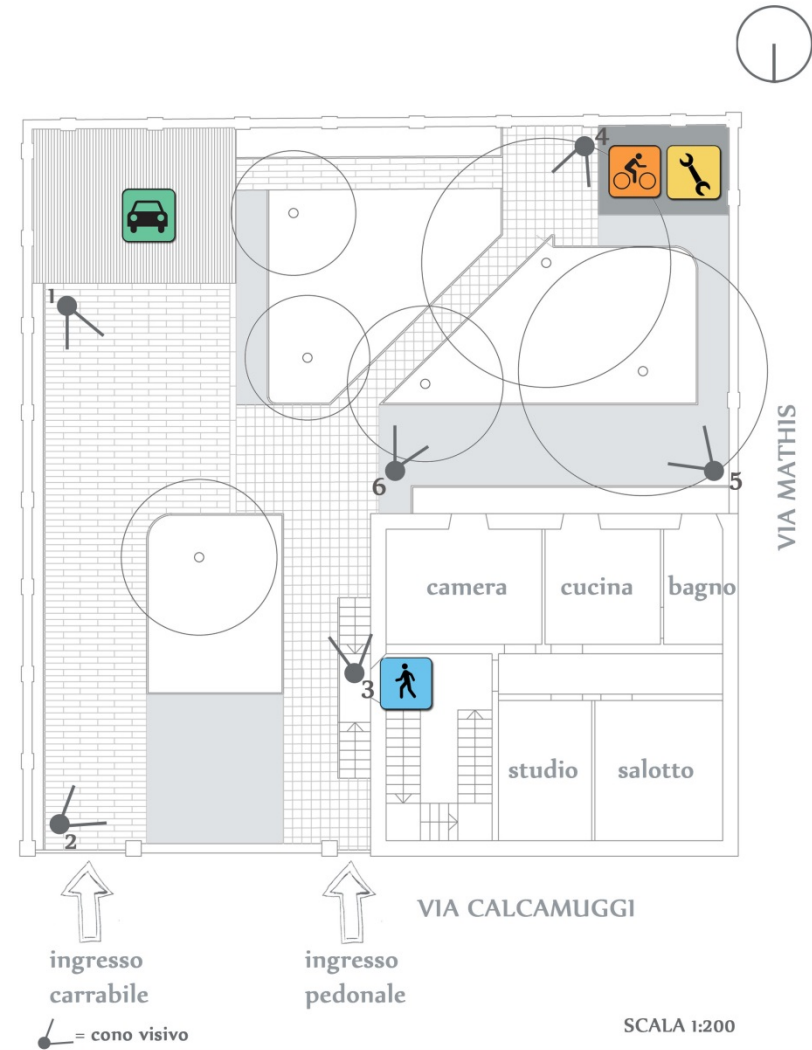 4
1
6
5
VIA MATHIS
camera
cucina
bagno
3
studio
salotto
2
VIA CALCAMUGGI
ingresso
carrabile
ingresso
pedonale
= cono visivo
SCALA 1:200